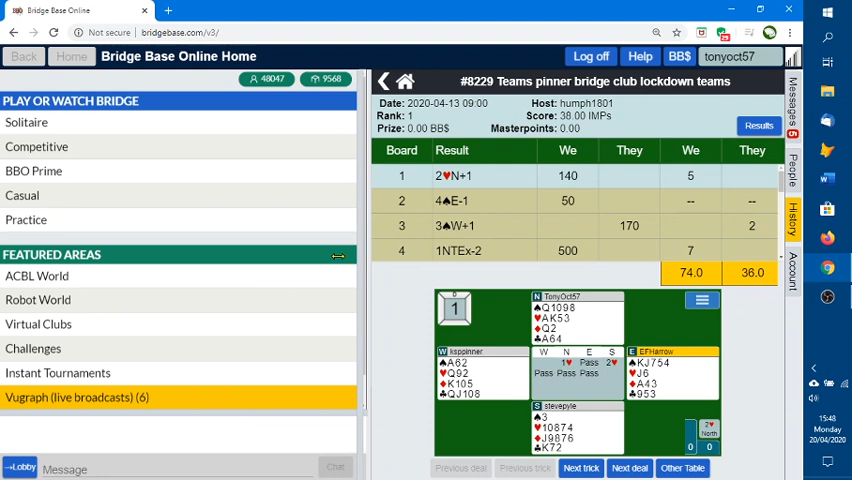 Bridge Base Online
Not secure | bridgebase.com/v3/
29
Back Home Bridge Base Online Home Log off Help BB$ tonyoct57
48047 9568
PLAY OR WATCH BRIDGE
Solitaire
Competitive
BBO Prime
Casual
Practice
FEATURED AREAS
ACBL World
Robot World
Virtual Clubs
Challenges
Instant Tournaments
Vugraph (live broadcasts) (6)
→Lobby Message Chat
#8229 Teams pinner bridge club lockdown teams
Date: 2020-04-13 09:00 Host: humph1801
Rank: 1 Score: 38.00 IMPs
Prize: 0.00 BB$ Masterpoints: 0.00
Results
Board Result We They We They
1 2♥N+1 140 5
2 4♠E-1 50 -- --
3 3♠W+1 170 2
4 1NTEx-2 500 7
74.0 36.0
1
N TonyOct57
♠Q1098
♥AK53
♦Q2
♣A64
W ksppinner
♠A62
♥Q92
♦K105
♣QJ108
W N E S
1♥ Pass 2♥
Pass Pass Pass
E EFHarrow
♠KJ754
♥J6
♦A43
♣953
S stevepyle
♠3
♥10874
♦J9876
♣K72
2♥
North
0 0
Previous deal Previous trick Next trick Next deal Other Table
Messages
People
History
Account
15:48
Monday
20/04/2020